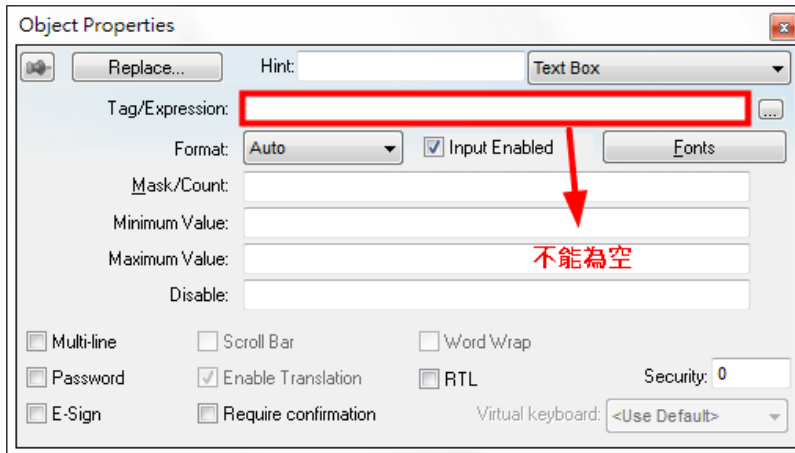 Object Properties
Replace... Hint: Text Box
Tag/Expression: ...
Format: Auto Input Enabled Fonts
Mask/Count:
Minimum Value:
Maximum Value: 不能為空
Disable:
Multi-line Scroll Bar Word Wrap
Password Enable Translation RTL Security: 0
E-Sign Require confirmation Virtual keyboard: <Use Default>